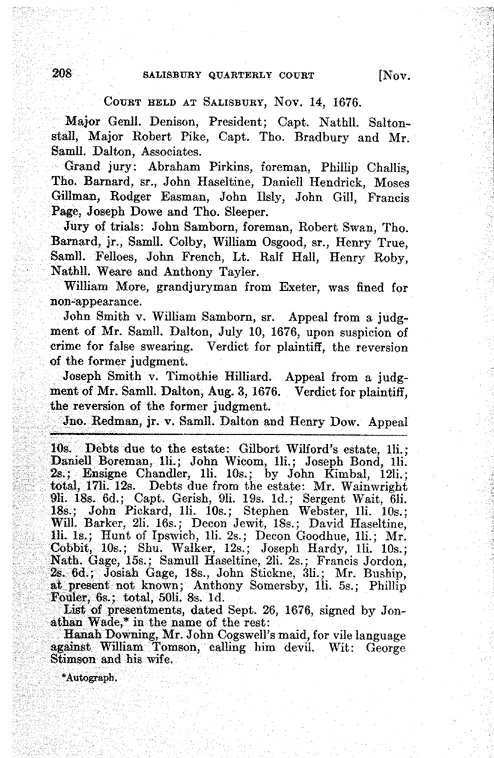 208 SALISBURY QUARTERLY COURT [Nov.
COURT HELD AT SALISBURY, NOV. 14, 1676.
Major Genll. Denison, President; Capt. Nathll. Salton-
stall, Major Robert Pike, Capt. Tho. Bradbury and Mr.
Samll. Dalton, Associates.
Grand jury: Abraham Pirkins, foreman, Phillip Challis,
Tho. Barnard, sr., John Haseltine, Daniell Hendrick, Moses
Gillman, Rodger Easman, John Ilsly, John Gill, Francis
Page, Joseph Dowe and Tho. Sleeper.
Jury of trials: John Samborn, foreman, Robert Swan, Tho.
Barnard, jr., Samll. Colby, William Osgood, sr., Henry True,
Samll. Felloes, John French, Lt. Ralf Hall, Henry Roby,
Nathll. Weare and Anthony Tayler.
William More, grandjuryman from Exeter, was fined for
non-appearance.
John Smith v. William Samborn, sr. Appeal from a judg-
ment of Mr. Samll. Dalton, July 10, 1676, upon suspicion of
crime for false swearing. Verdict for plaintiff, the reversion
of the former judgment.
Joseph Smith v. Timothie Hilliard. Appeal from a judg-
ment of Mr. Samll. Dalton, Aug. 3, 1676. Verdict for plaintiff,
the reversion of the former judgment.
Jno. Redman, jr. v. Samll. Dalton and Henry Dow. Appeal
10s. Debts due to the estate: Gilbort Wilford's estate, 1li.;
Daniell Boreman, 1li.; John Wicom, 1li.; Joseph Bond, 1li.
2s.; Ensigne Chandler, 1li. 10s.; by John Kimbal, 12li.;
total, 17li. 12s. Debts due from the estate: Mr. Wainwright
9li. 18s. 6d.; Capt. Gerish, 9li. 19s. 1d.; Sergent Wait, 6li.
18s.; John Pickard, 1li. 10s.; Stephen Webster, 1li. 10s.;
Will. Barker, 2li. 16s.; Decon Jewit, 18s.; David Haseltine,
1li. 1s.; Hunt of Ipswich, 1li. 2s.; Decon Goodhue, 1li.; Mr.
Cobbit, 10s.; Shu. Walker, 12s.; Joseph Hardy, 1li. 10s.;
Nath. Gage, 15s.; Samull Haseltine, 2li. 2s.; Francis Jordon,
2s. 6d.; Josiah Gage, 18s., John Stickne, 3li.; Mr. Buship,
at present not known; Anthony Somersby, 1li. 5s.; Phillip
Fouler, 6s.; total, 50li. 8s. 1d.
List of presentments, dated Sept. 26, 1676, signed by Jon-
athan Wade,* in the name of the rest:
Hanah Downing, Mr. John Cogswell's maid, for vile language
against William Tomson, calling him devil. Wit: George
Stimson and his wife.
*Autograph.